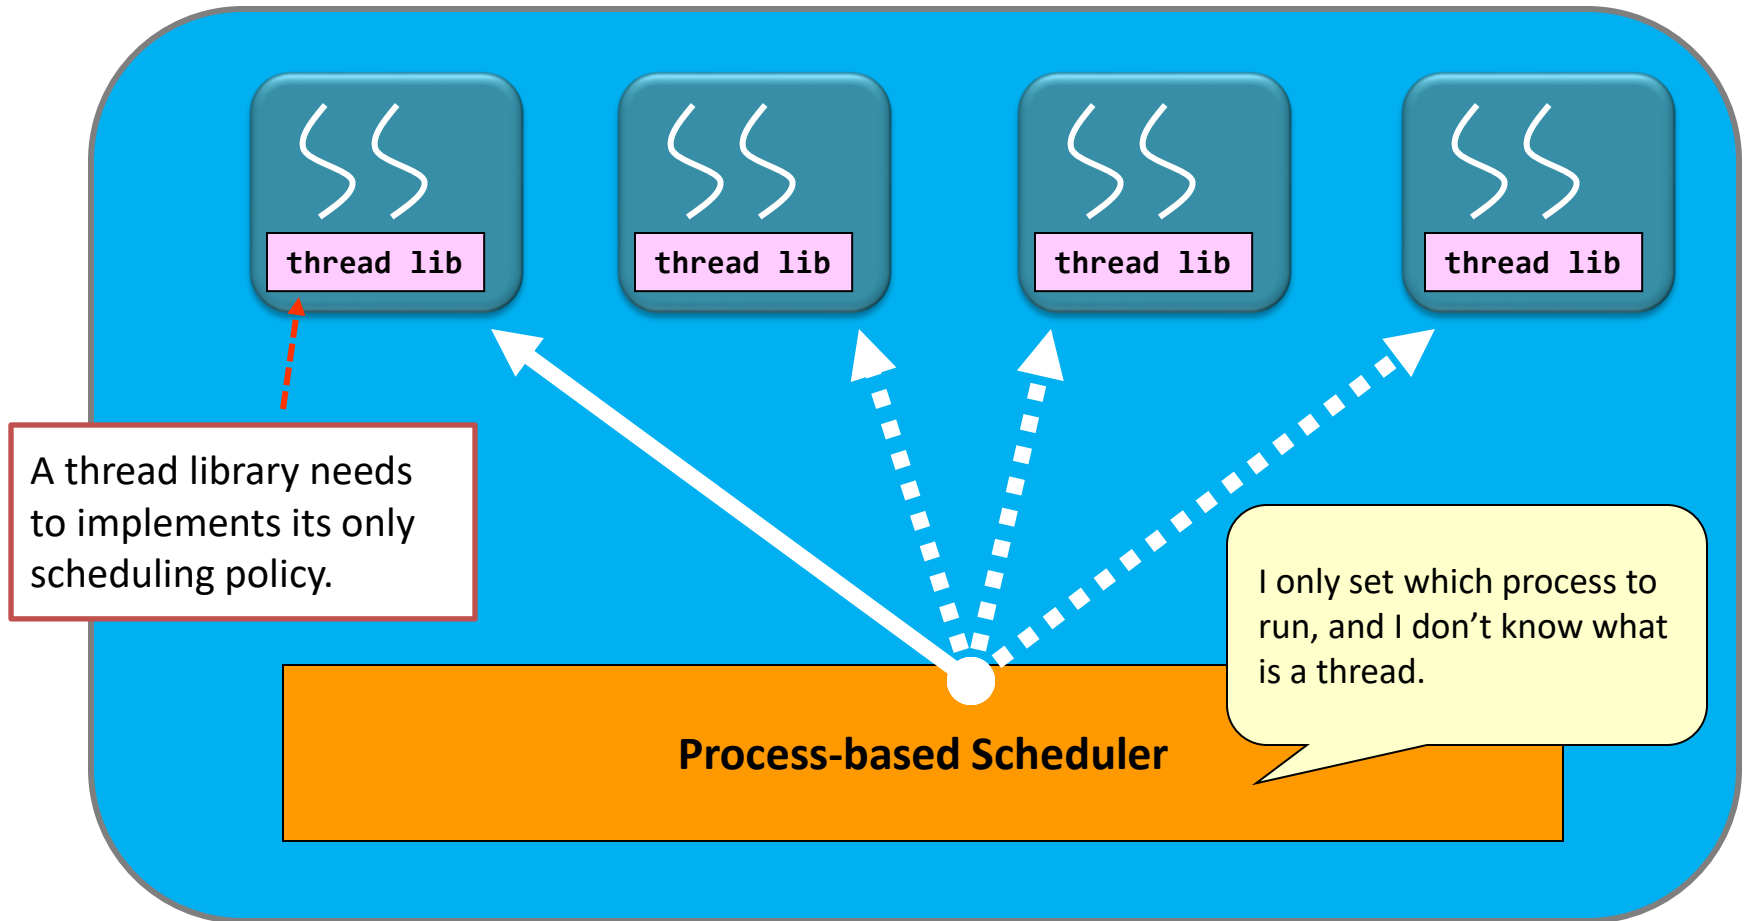 thread lib
thread lib
thread lib
thread lib
A thread library needs
to implements its only
scheduling policy.
I only set which process to
run, and I don’t know what
is a thread.
Process-based Scheduler